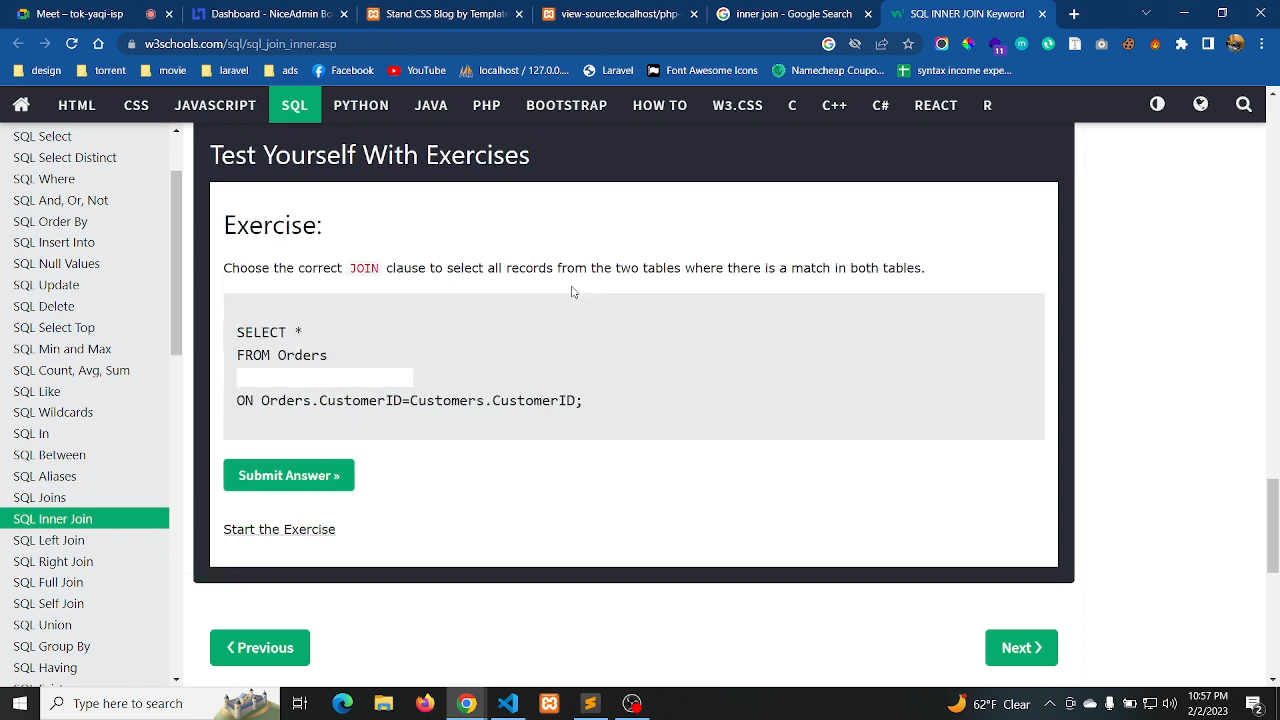 Meet – tok-yaqi-isp
Test
Dashboard - NiceAdmin Bo
Stand CSS Blog by Template
view-source:localhost/php-
inner join - Google Search
SQL INNER JOIN Keyword
w3schools.com/sql/sql_join_inner.asp
11
design
torrent
movie
laravel
ads
Facebook
YouTube
localhost / 127.0.0...
Laravel
Font Awesome Icons
Namecheap Coupo...
syntax income expe...
HTML
CSS
JAVASCRIPT
SQL
PYTHON
JAVA
PHP
BOOTSTRAP
HOW TO
W3.CSS
C
C++
C#
REACT
R
SQL Select
SQL Select Distinct
SQL Where
SQL And, Or, Not
SQL Order By
SQL Insert Into
SQL Null Values
SQL Update
SQL Delete
SQL Select Top
SQL Min and Max
SQL Count, Avg, Sum
SQL Like
SQL Wildcards
SQL In
SQL Between
SQL Aliases
SQL Joins
SQL Inner Join
SQL Left Join
SQL Right Join
SQL Full Join
SQL Self Join
SQL Union
SQL Group By
SQL Having
Test Yourself With Exercises
Exercise:
Choose the correct JOIN clause to select all records from the two tables where there is a match in both tables.
SELECT *
FROM Orders
ON Orders.CustomerID=Customers.CustomerID;
Submit Answer »
Start the Exercise
❮ Previous
Next ❯
Type here to search
62°F Clear
10:57 PM
2/2/2023
2